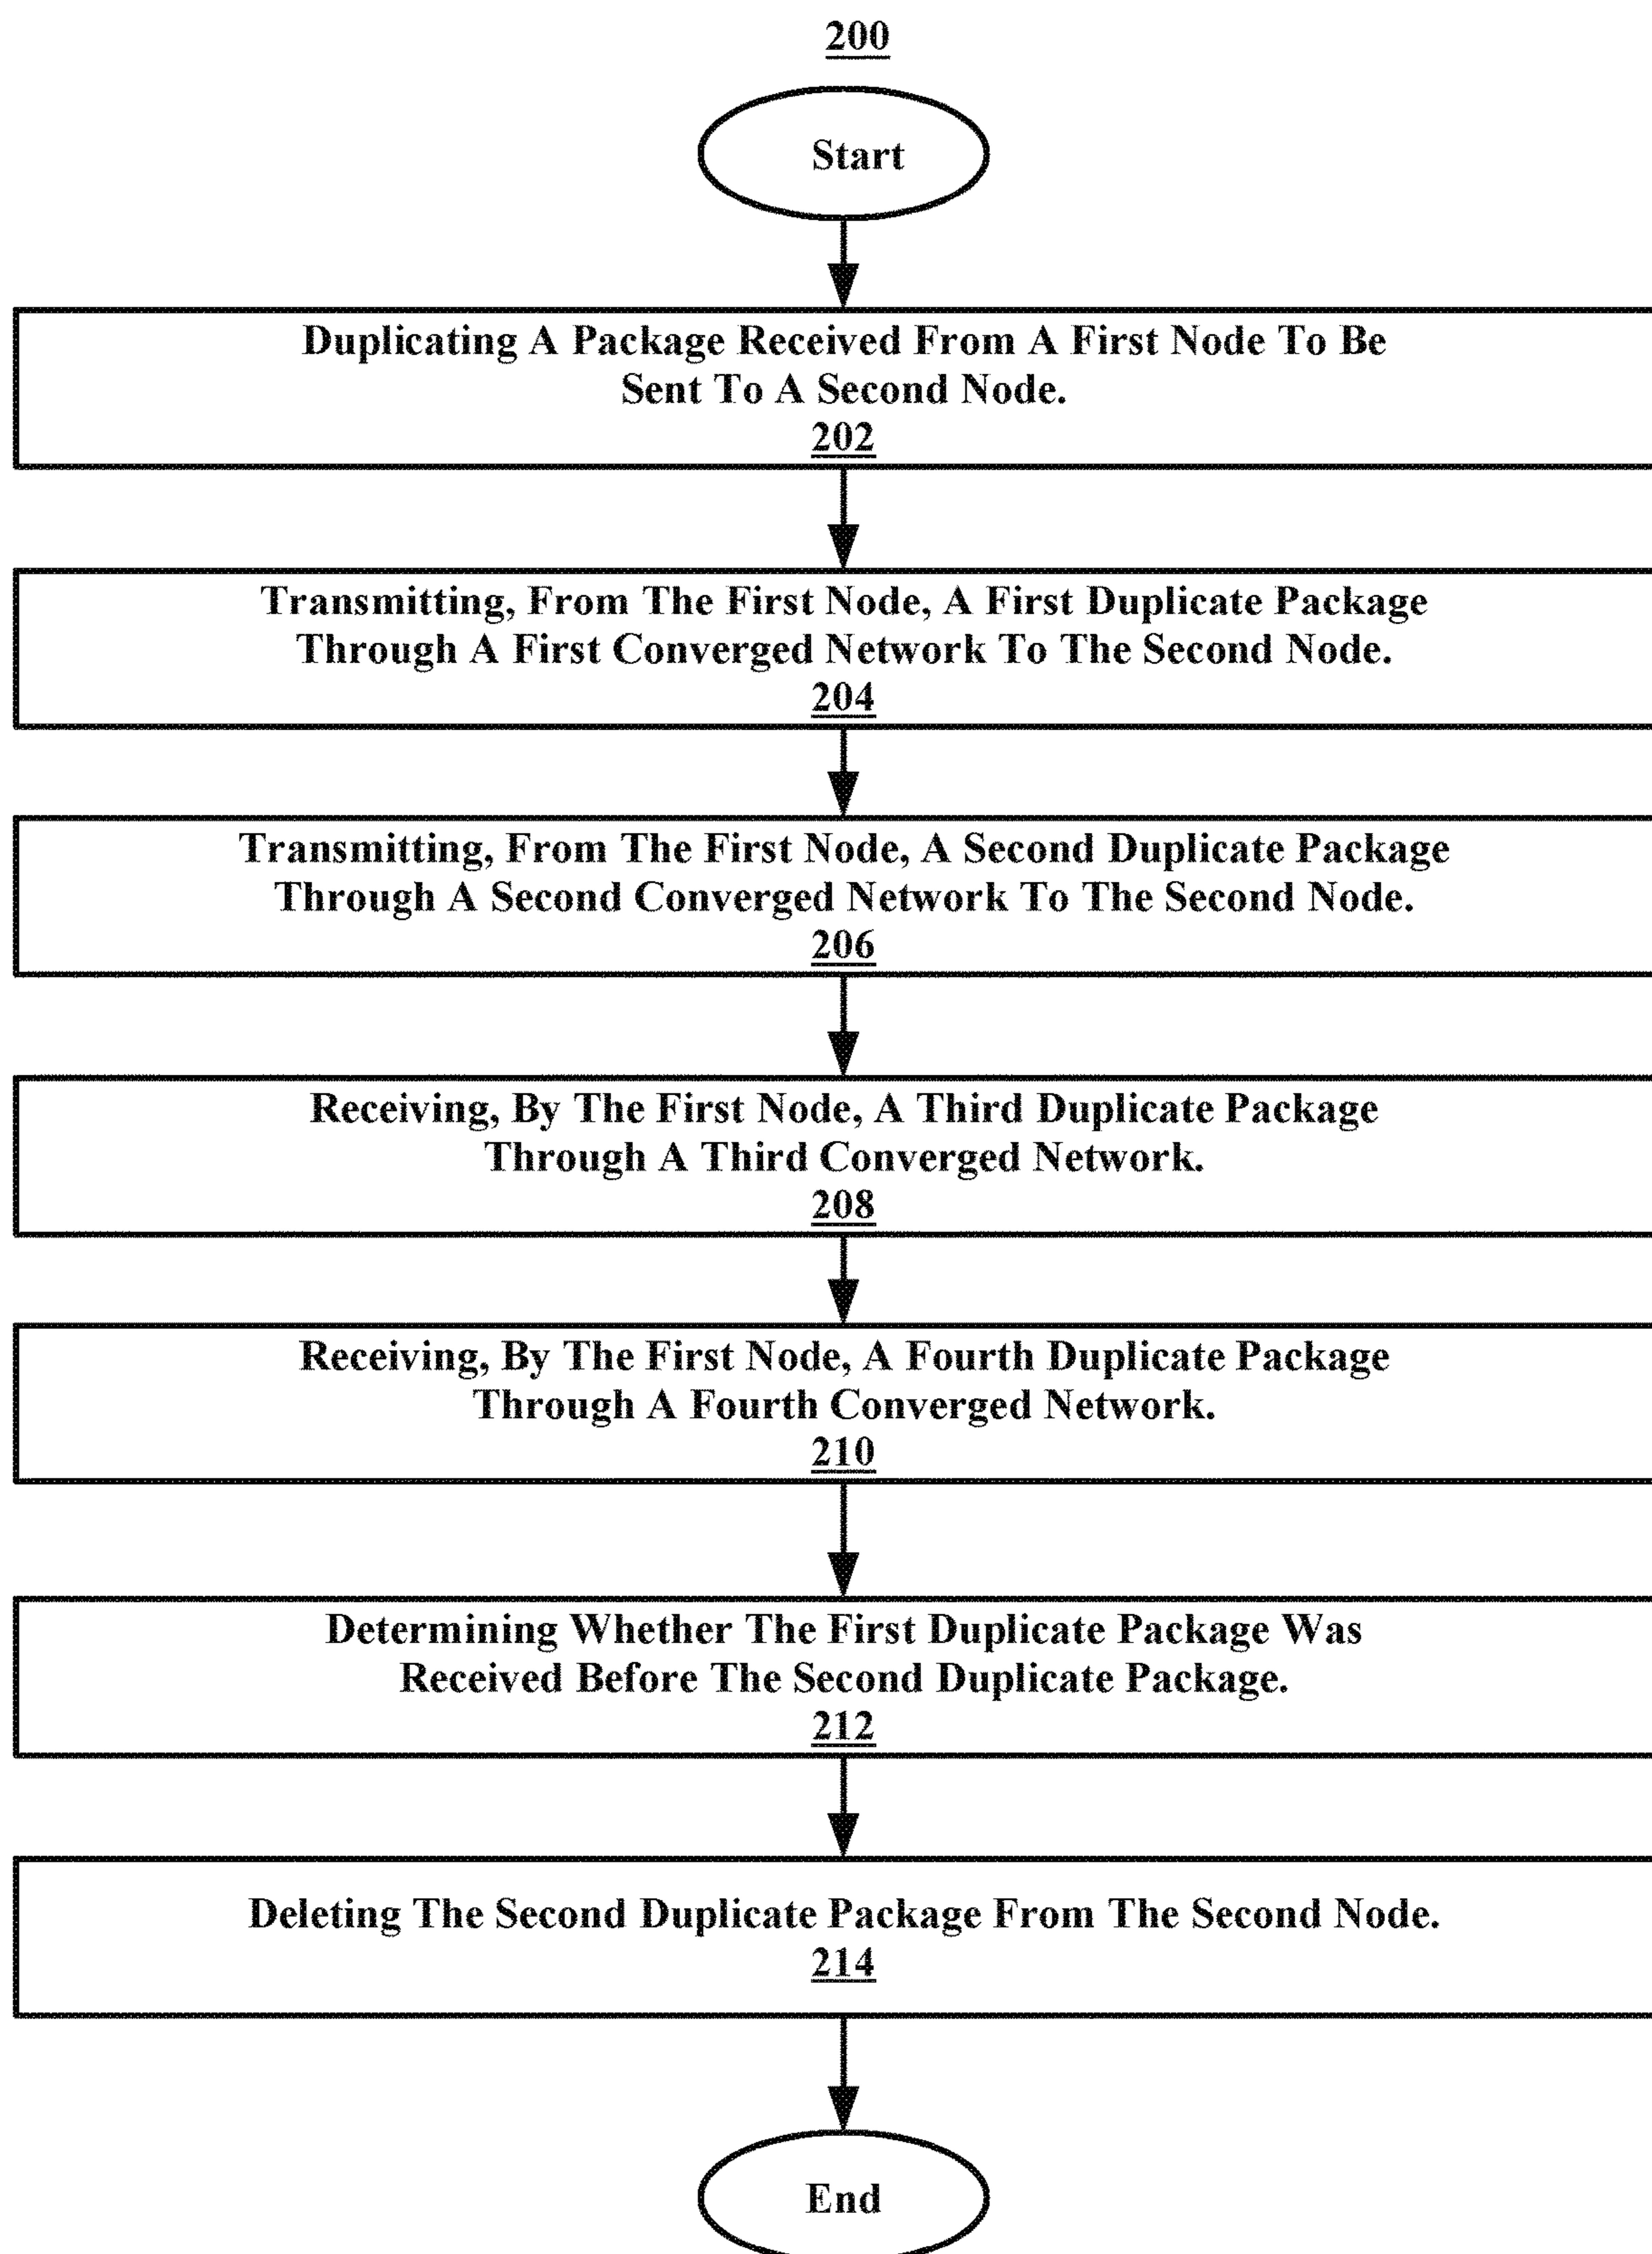 200
Start
Duplicating A Package Received From A First Node To Be
Sent To A Second Node.
202
Transmitting, From The First Node, A First Duplicate Package
Through A First Converged Network To The Second Node.
204
Transmitting, From The First Node, A Second Duplicate Package
Through A Second Converged Network To The Second Node.
206
Receiving, By The First Node, A Third Duplicate Package
Through A Third Converged Network.
208
Receiving, By The First Node, A Fourth Duplicate Package
Through A Fourth Converged Network.
210
Determining Whether The First Duplicate Package Was
Received Before The Second Duplicate Package.
212
Deleting The Second Duplicate Package From The Second Node.
214
End